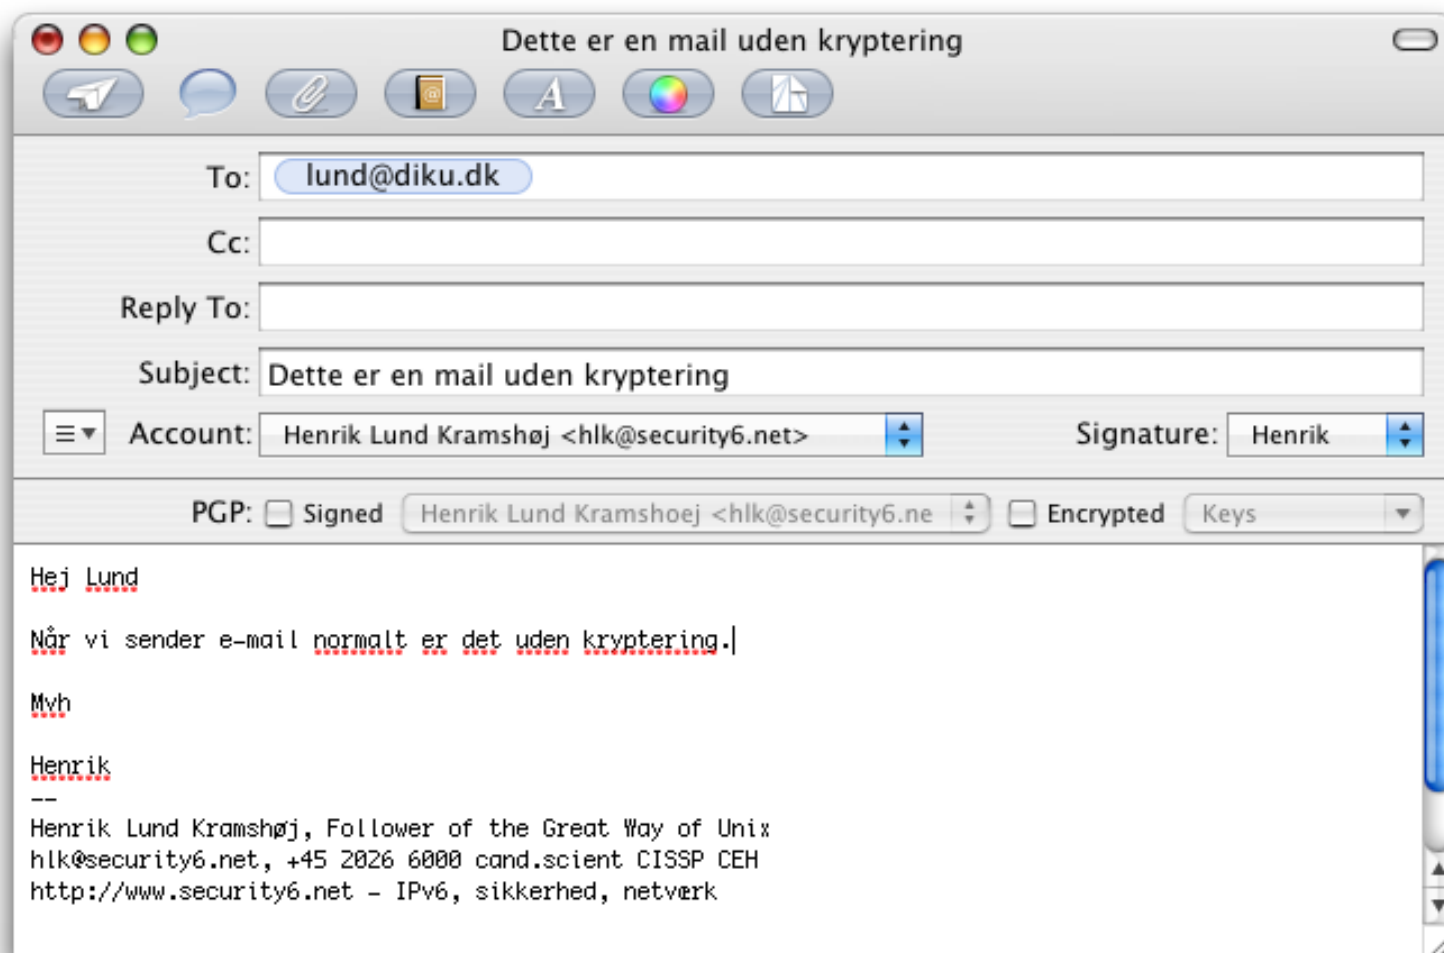 Dette er en mail uden kryptering
To: lund@diku.dk
Cc:
Reply To:
Subject: Dette er en mail uden kryptering
Account: Henrik Lund Kramshøj <hlk@security6.net> Signature: Henrik
PGP: Signed Henrik Lund Kramshoej <hlk@security6.ne Encrypted Keys
Hej Lund
Når vi sender e-mail normalt er det uden kryptering.
Mvh
Henrik
--
Henrik Lund Kramshøj, Follower of the Great Way of Unix
hlk@security6.net, +45 2026 6000 cand.scient CISSP CEH
http://www.security6.net - IPv6, sikkerhed, netværk